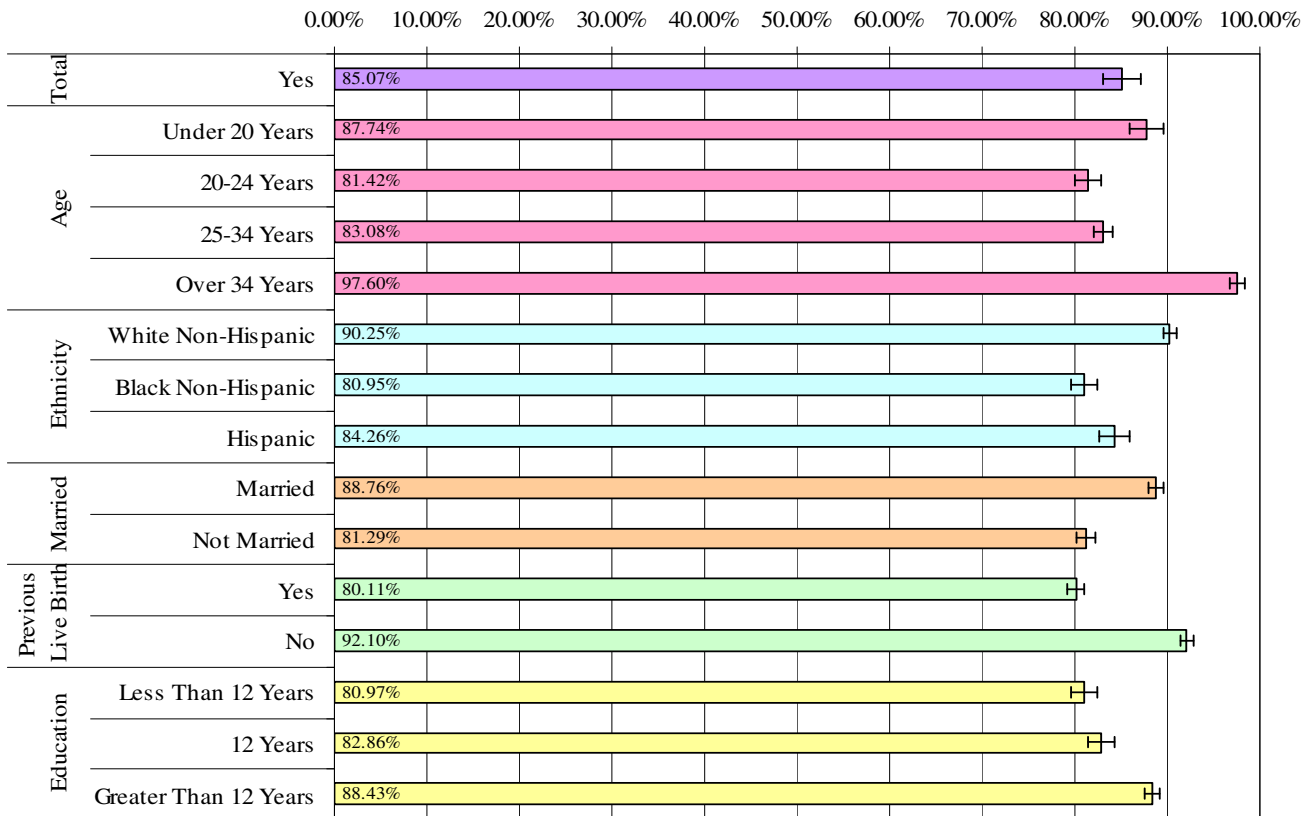 0.00% 10.00% 20.00% 30.00% 40.00% 50.00% 60.00% 70.00% 80.00% 90.00% 100.00%
Total
Yes 85.07%
Age
Under 20 Years 87.74%
20-24 Years 81.42%
25-34 Years 83.08%
Over 34 Years 97.60%
Ethnicity
White Non-Hispanic 90.25%
Black Non-Hispanic 80.95%
Hispanic 84.26%
Married
Married 88.76%
Not Married 81.29%
Previous
Live Birth
Yes 80.11%
No 92.10%
Education
Less Than 12 Years 80.97%
12 Years 82.86%
Greater Than 12 Years 88.43%